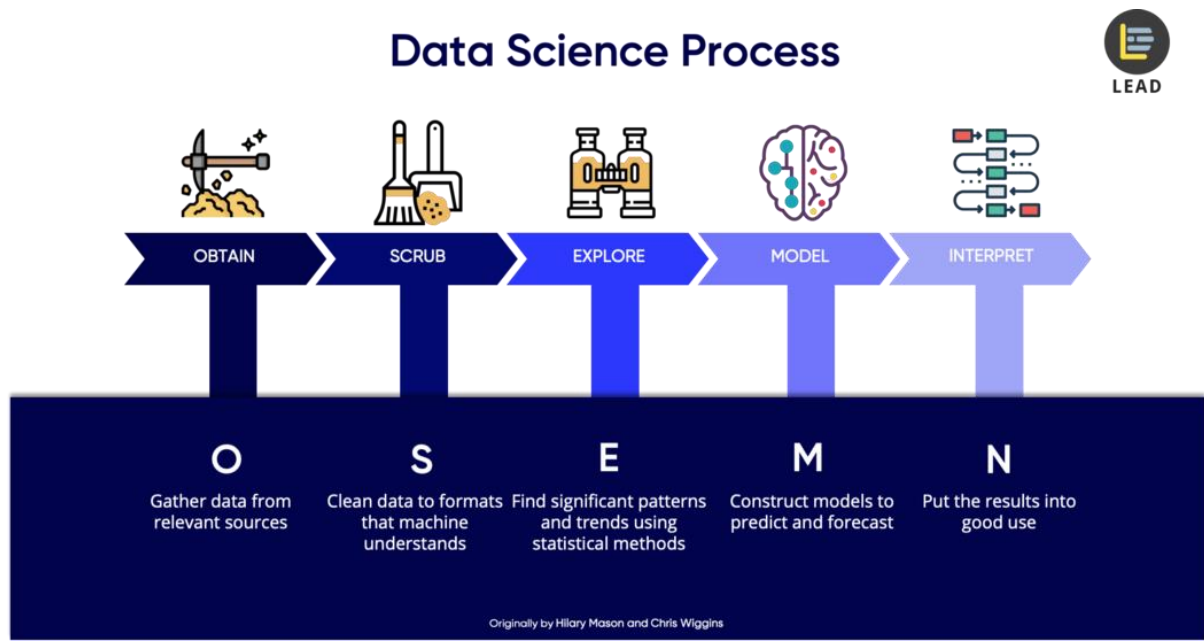 Data Science Process
LEAD
OBTAIN
SCRUB
EXPLORE
MODEL
INTERPRET
O
Gather data from
relevant sources
S
Clean data to formats
that machine
understands
E
Find significant patterns
and trends using
statistical methods
M
Construct models to
predict and forecast
N
Put the results into
good use
Originally by Hilary Mason and Chris Wiggins